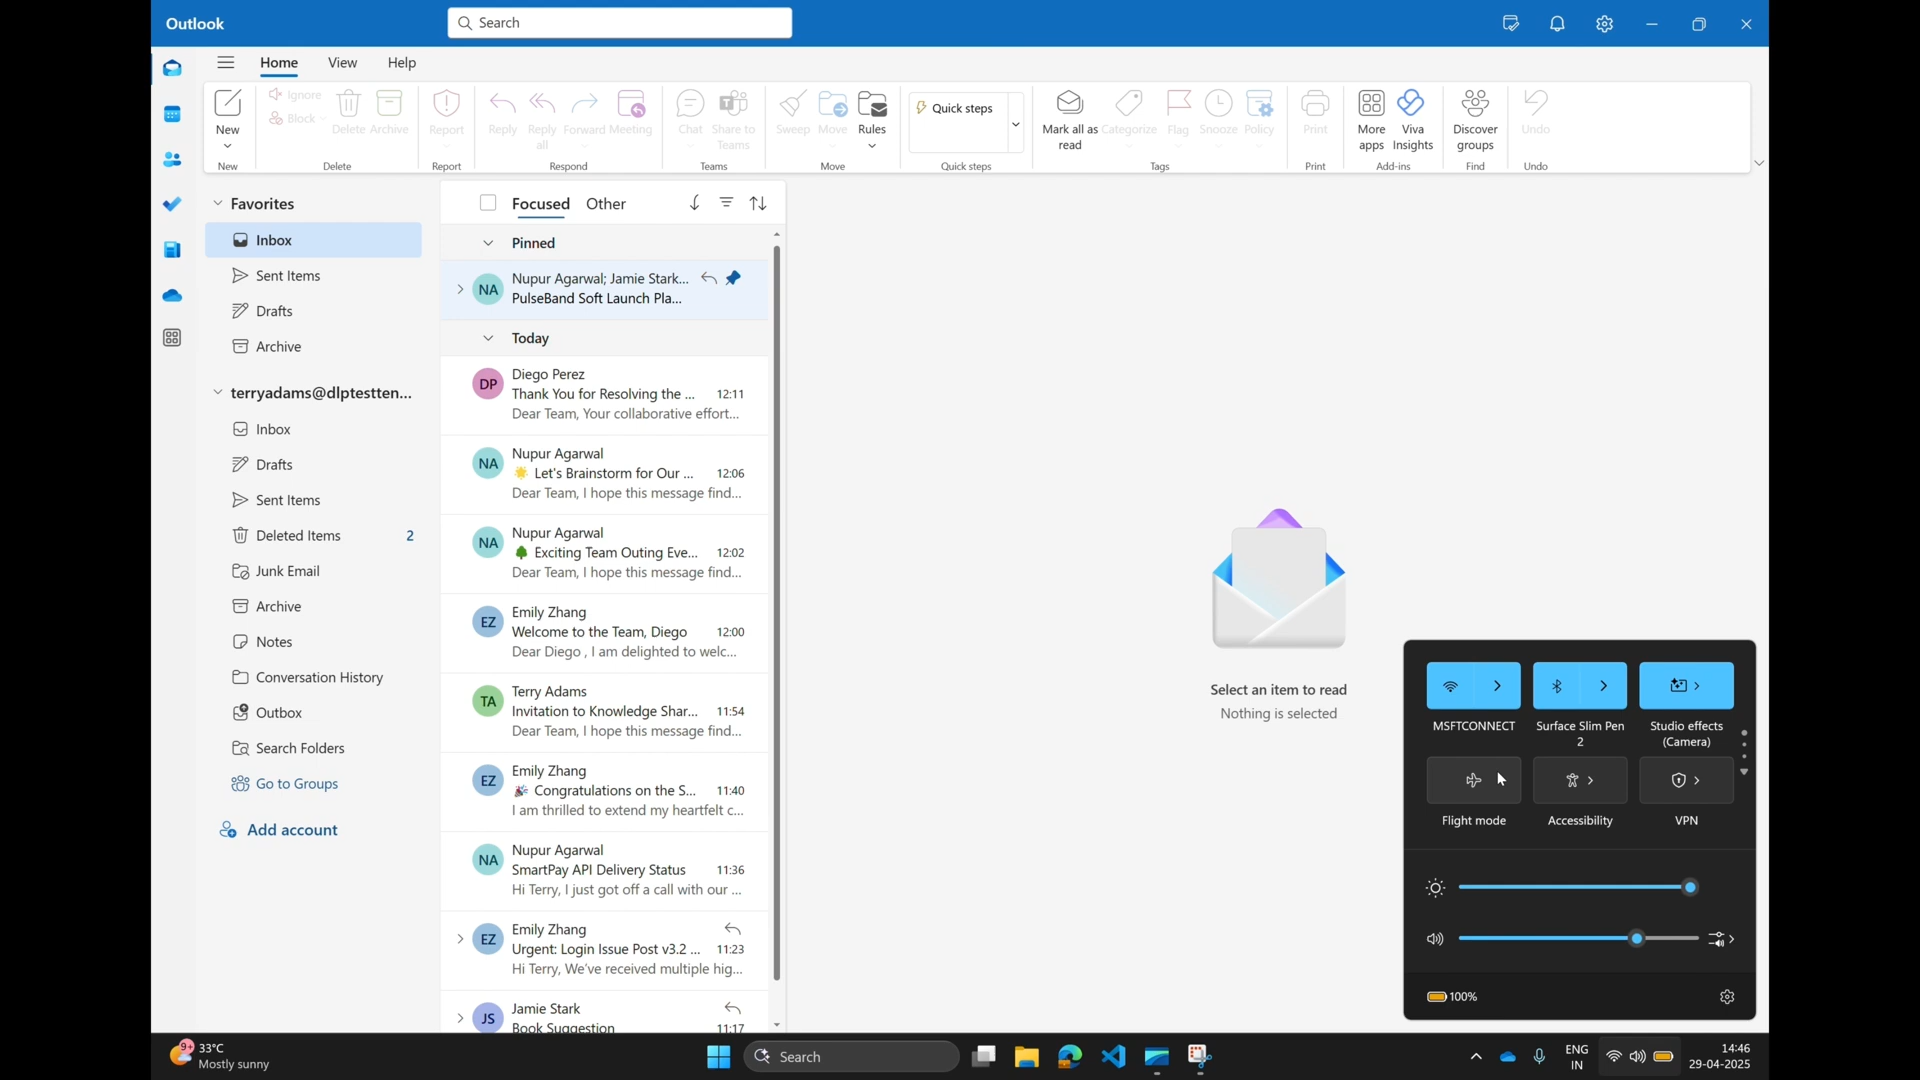 Outlook
Search
Home
View
Help
New
Ignore
Block
Delete
Archive
Report
Reply
Reply all
Forward
Meeting
Chat
Share to Teams
Sweep
Move
Rules
Quick steps
Mark all as read
Categorize
Flag
Snooze
Policy
Print
More apps
Viva Insights
Discover groups
Undo
New
Delete
Report
Respond
Teams
Move
Quick steps
Tags
Print
Add-ins
Find
Undo
Favorites
Inbox
Sent Items
Drafts
Archive
terryadams@dlptestten...
Inbox
Drafts
Sent Items
Deleted Items 2
Junk Email
Archive
Notes
Conversation History
Outbox
Search Folders
Go to Groups
Add account
Focused
Other
Pinned
NA
Nupur Agarwal; Jamie Stark...
PulseBand Soft Launch Pla...
Today
DP
Diego Perez
Thank You for Resolving the ... 12:11
Dear Team, Your collaborative effort...
NA
Nupur Agarwal
Let's Brainstorm for Our ... 12:06
Dear Team, I hope this message find...
NA
Nupur Agarwal
Exciting Team Outing Eve... 12:02
Dear Team, I hope this message find...
EZ
Emily Zhang
Welcome to the Team, Diego 12:00
Dear Diego , I am delighted to welc...
TA
Terry Adams
Invitation to Knowledge Shar... 11:54
Dear Team, I hope this message find...
EZ
Emily Zhang
Congratulations on the S... 11:40
I am thrilled to extend my heartfelt c...
NA
Nupur Agarwal
SmartPay API Delivery Status 11:36
Hi Terry, I just got off a call with our ...
EZ
Emily Zhang
Urgent: Login Issue Post v3.2 ... 11:23
Hi Terry, We've received multiple hig...
JS
Jamie Stark
Book Suggestion 11:17
Select an item to read
Nothing is selected
MSFTCONNECT
Surface Slim Pen
2
Studio effects
(Camera)
Flight mode
Accessibility
VPN
100%
9+
33°C
Mostly sunny
Search
ENG
IN
14:46
29-04-2025